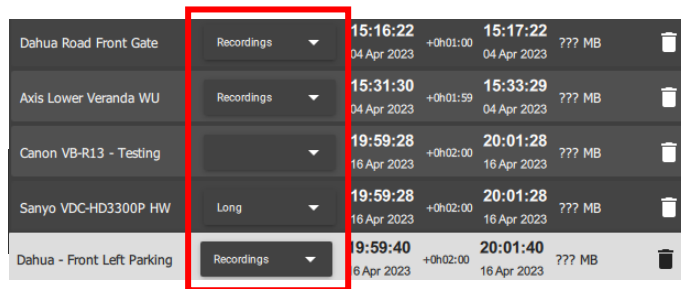 Dahua Road Front Gate Recordings 15:16:22 04 Apr 2023 +0h01:00 15:17:22 04 Apr 2023 ??? MB
Axis Lower Veranda WU Recordings 15:31:30 04 Apr 2023 +0h01:59 15:33:29 04 Apr 2023 ??? MB
Canon VB-R13 - Testing 19:59:28 16 Apr 2023 +0h02:00 20:01:28 16 Apr 2023 ??? MB
Sanyo VDC-HD3300P HW Long 19:59:28 16 Apr 2023 +0h02:00 20:01:28 16 Apr 2023 ??? MB
Dahua - Front Left Parking Recordings 19:59:40 6 Apr 2023 +0h02:00 20:01:40 16 Apr 2023 ??? MB